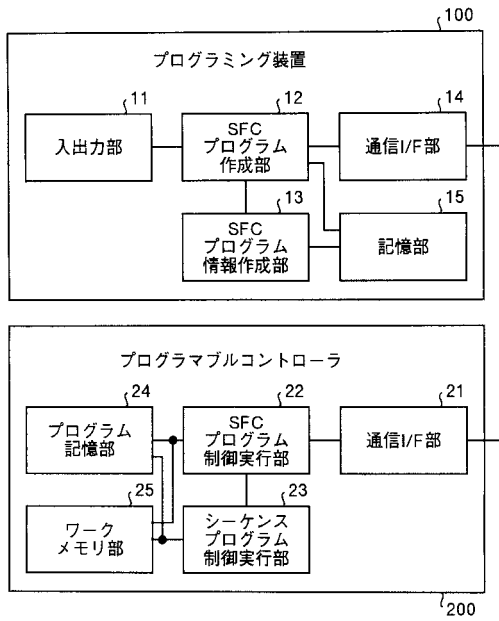 100
プログラミング装置
11
12
14
入出力部
SFC
プログラム
作成部
通信I/F部
13
15
SFC
プログラム
情報作成部
記憶部
プログラマブルコントローラ
24
22
21
プログラム
記憶部
SFC
プログラム
制御実行部
通信I/F部
25
23
ワーク
メモリ部
シーケンス
プログラム
制御実行部
200